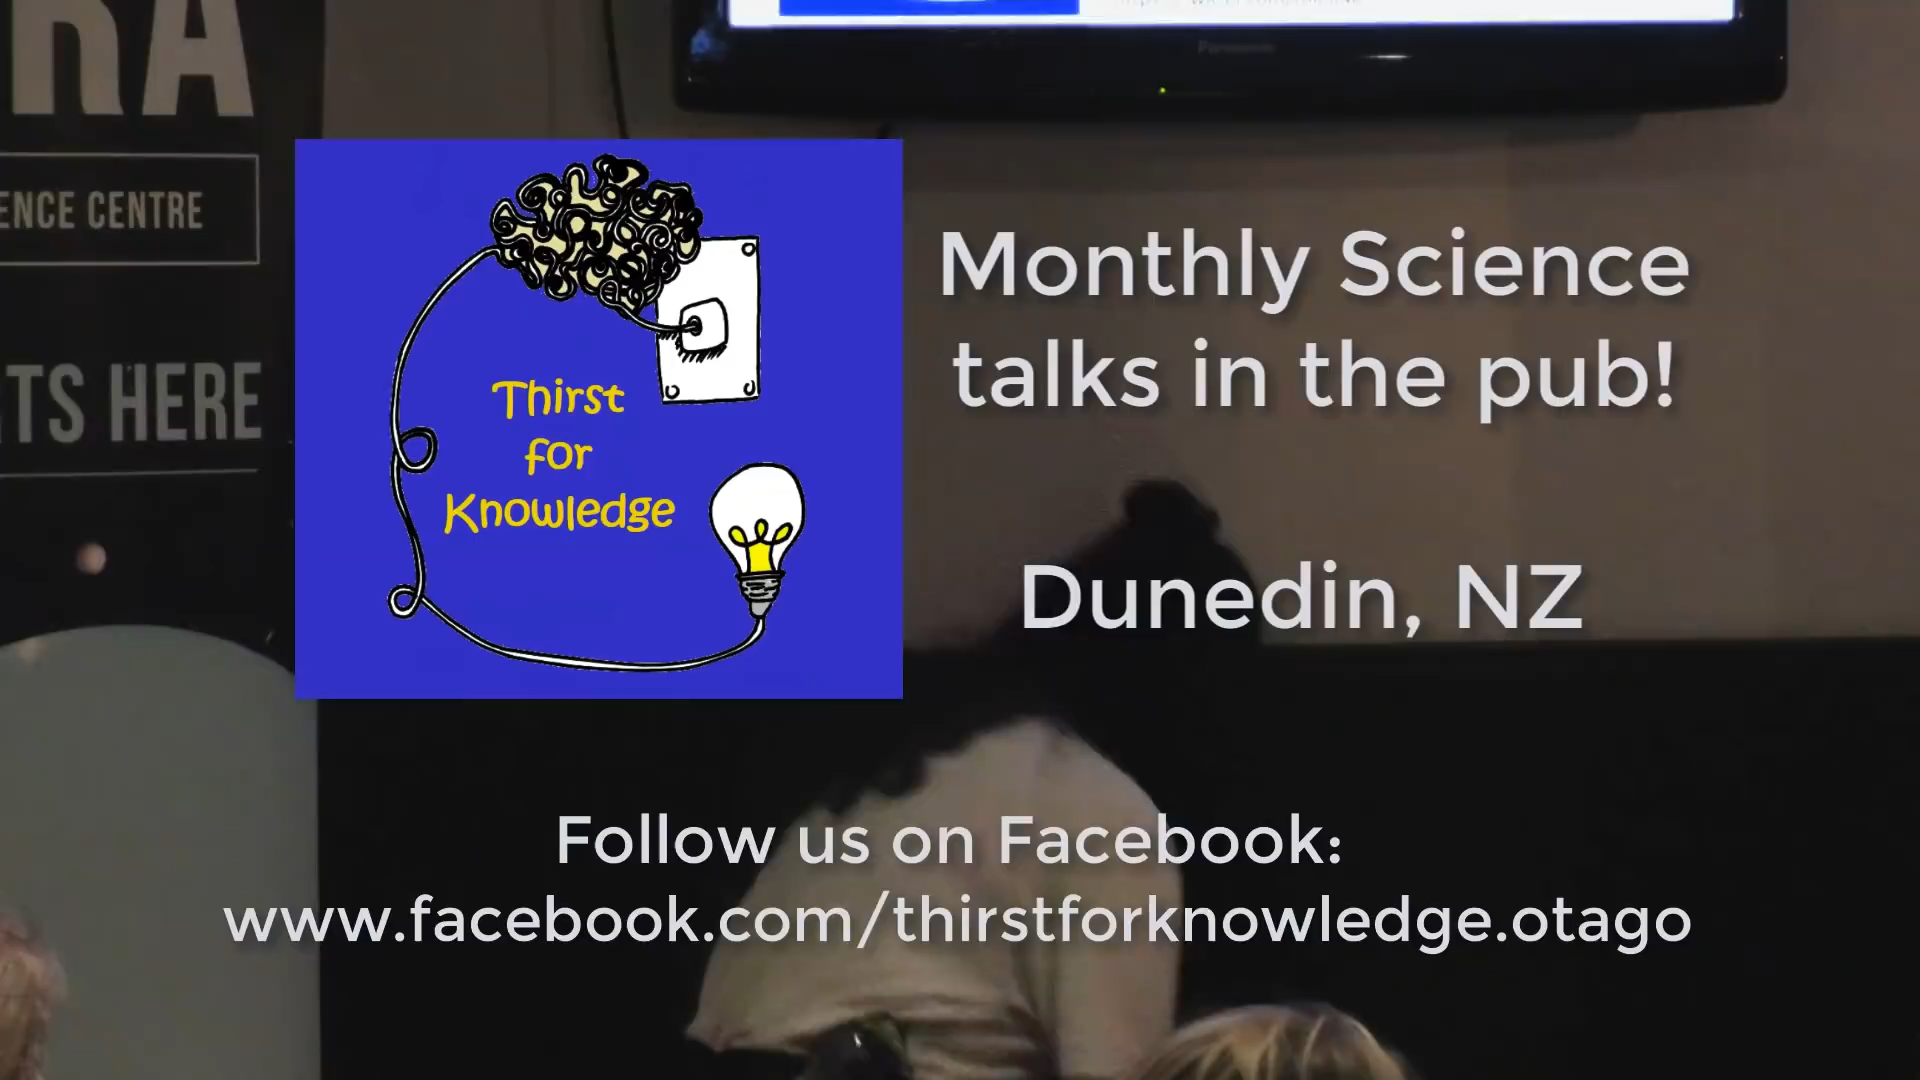 RA
ENCE CENTRE
TS HERE
Panasonic
Thirst
for
Knowledge
Monthly Science
talks in the pub!
Dunedin, NZ
Follow us on Facebook:
www.facebook.com/thirstforknowledge.otago